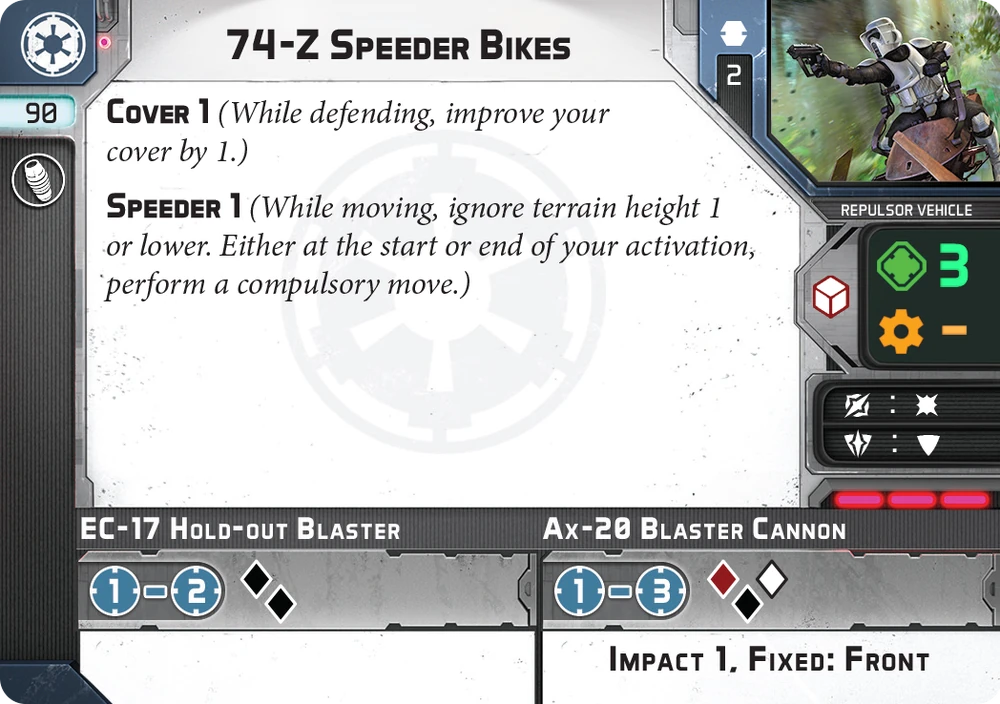 74-Z Speeder Bikes
2
90
Cover 1 (While defending, improve your
cover by 1.)
Speeder 1 (While moving, ignore terrain height 1
or lower. Either at the start or end of your activation,
perform a compulsory move.)
REPULSOR VEHICLE
3
-
:
:
EC-17 Hold-out Blaster
1-2
Ax-20 Blaster Cannon
1-3
Impact 1, Fixed: Front